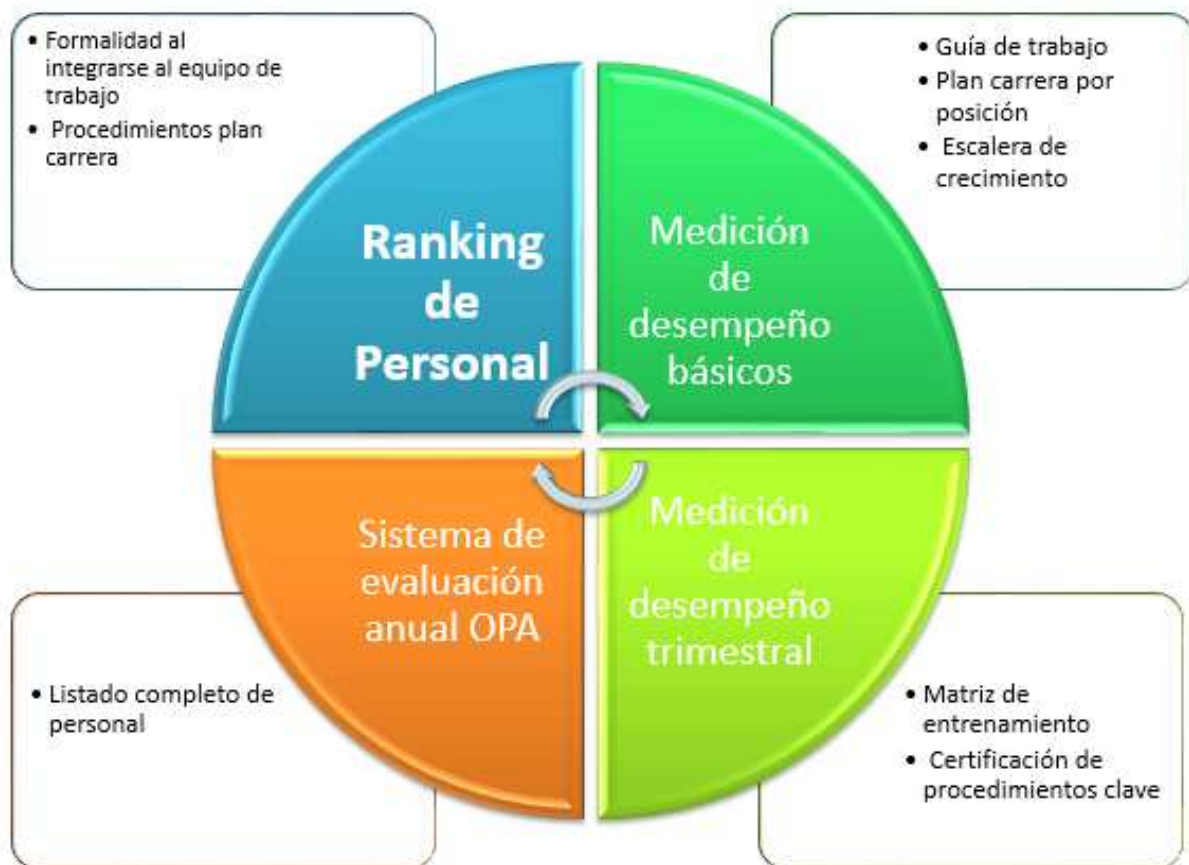 • Formalidad al
integrarse al equipo de
trabajo
• Procedimientos plan
carrera
• Guía de trabajo
• Plan carrera por
posición
• Escalera de
crecimiento
Ranking
de
Personal
Medición
de
desempeño
básicos
Sistema de
evaluación
anual OPA
Medición
de
desempeño
trimestral
• Listado completo de
personal
• Matriz de
entrenamiento
• Certificación de
procedimientos clave